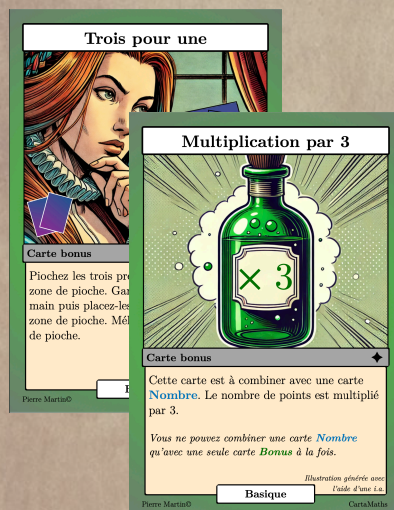 Trois pour une
Carte bonus
Piochez les trois
zone de pioche.
main puis placez-les
zone de pioche.
de pioche.
Pierre Martin©
Multiplication par 3
× 3
Carte bonus
Cette carte est à combiner avec une carte
Nombre. Le nombre de points est multiplié
par 3.
Vous ne pouvez combiner une carte Nombre
qu'avec une seule carte Bonus à la fois.
Illustration générée avec
l'aide d'une i.a.
Basique
Pierre Martin©
CartaMaths